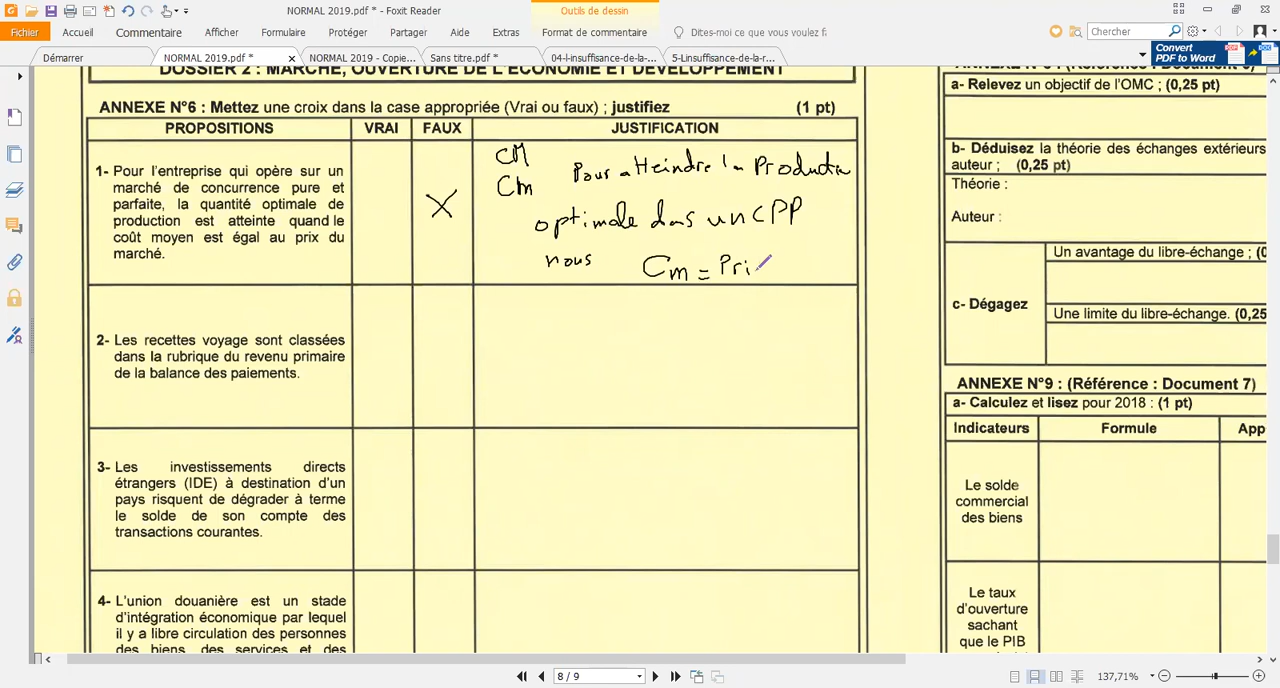 NORMAL 2019.pdf * - Foxit Reader
Outils de dessin
Fichier
Accueil
Commentaire
Afficher
Formulaire
Protéger
Partager
Aide
Extras
Format de commentaire
Dites-moi ce que vous voulez f
Chercher
Démarrer
NORMAL 2019.pdf *
NORMAL 2019 - Copie...
Sans titre.pdf *
04-l-insuffisance-de-la-...
5-Linsuffisance-de-la-r...
Convert
PDF to Word
DOSSIER 2 : MARCHE, OUVERTURE DE L'ECONOMIE ET DEVELOPPEMENT
ANNEXE N°6 : Mettez une croix dans la case appropriée (Vrai ou faux) ; justifiez (1 pt)
PROPOSITIONS VRAI FAUX JUSTIFICATION
1- Pour l'entreprise qui opère sur un
marché de concurrence pure et
parfaite, la quantité optimale de
production est atteinte quand le
coût moyen est égal au prix du
marché.
X
CM
Cm
Pour atteindre la Production
optimale dans un CPP
nous Cm = Pri
2- Les recettes voyage sont classées
dans la rubrique du revenu primaire
de la balance des paiements.
3- Les investissements directs
étrangers (IDE) à destination d'un
pays risquent de dégrader à terme
le solde de son compte des
transactions courantes.
4- L'union douanière est un stade
d'intégration économique par lequel
il y a libre circulation des personnes
des biens, des services et des
a- Relevez un objectif de l'OMC ; (0,25 pt)
b- Déduisez la théorie des échanges extérieurs
auteur ; (0,25 pt)
Théorie :
Auteur :
c- Dégagez
Un avantage du libre-échange ; (0
Une limite du libre-échange. (0,25
ANNEXE N°9 : (Référence : Document 7)
a- Calculez et lisez pour 2018 : (1 pt)
Indicateurs Formule App
Le solde
commercial
des biens
Le taux
d'ouverture
sachant
que le PIB
8 / 9
137,71%